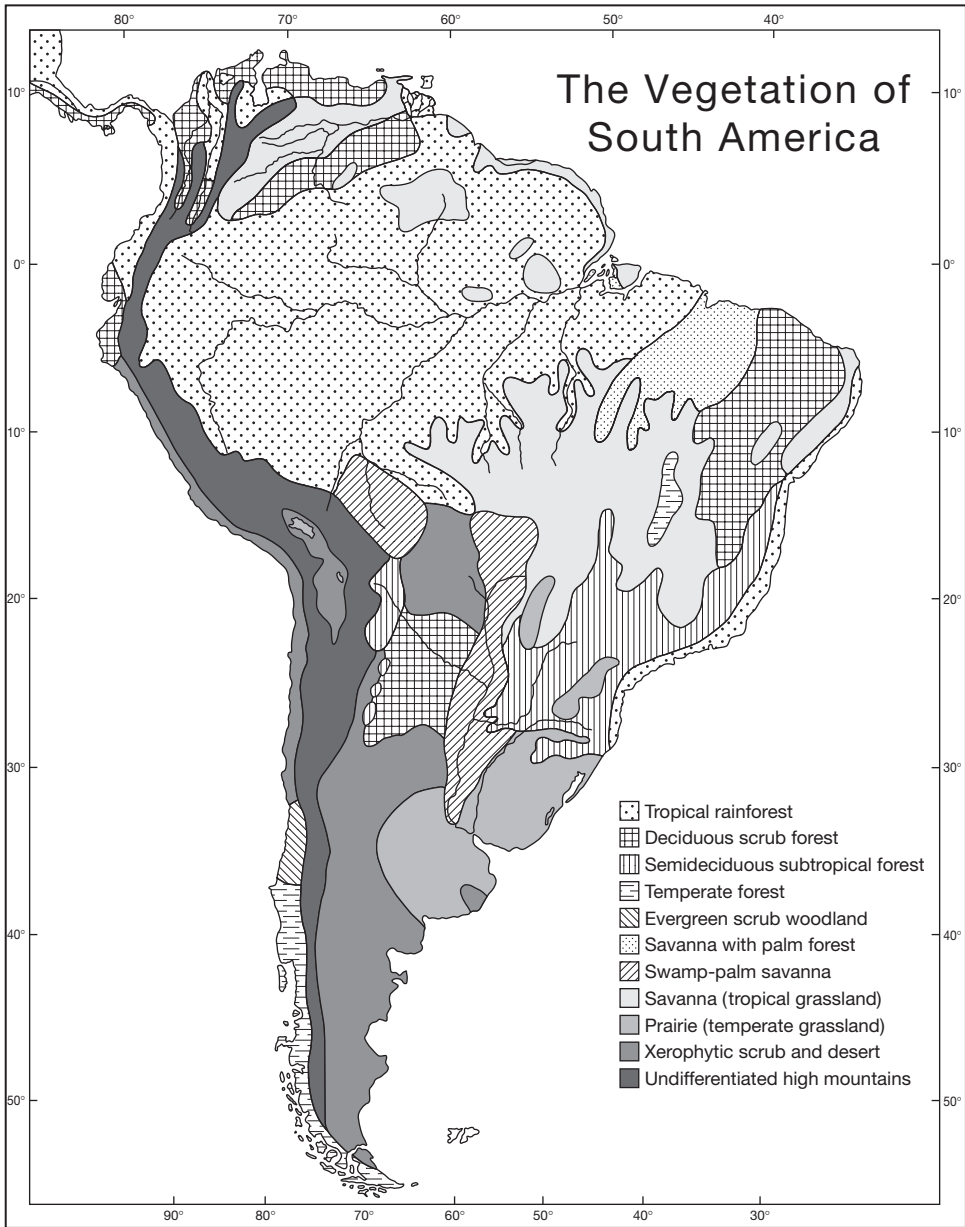 80° 70° 60° 50° 40°
The Vegetation of
South America
10° 10°
0° 0°
10° 10°
20° 20°
30° 30°
Tropical rainforest
Deciduous scrub forest
Semideciduous subtropical forest
Temperate forest
Evergreen scrub woodland
40° 40°
Savanna with palm forest
Swamp-palm savanna
Savanna (tropical grassland)
Prairie (temperate grassland)
Xerophytic scrub and desert
Undifferentiated high mountains
50° 50°
90° 80° 70° 60° 50° 40° 30°